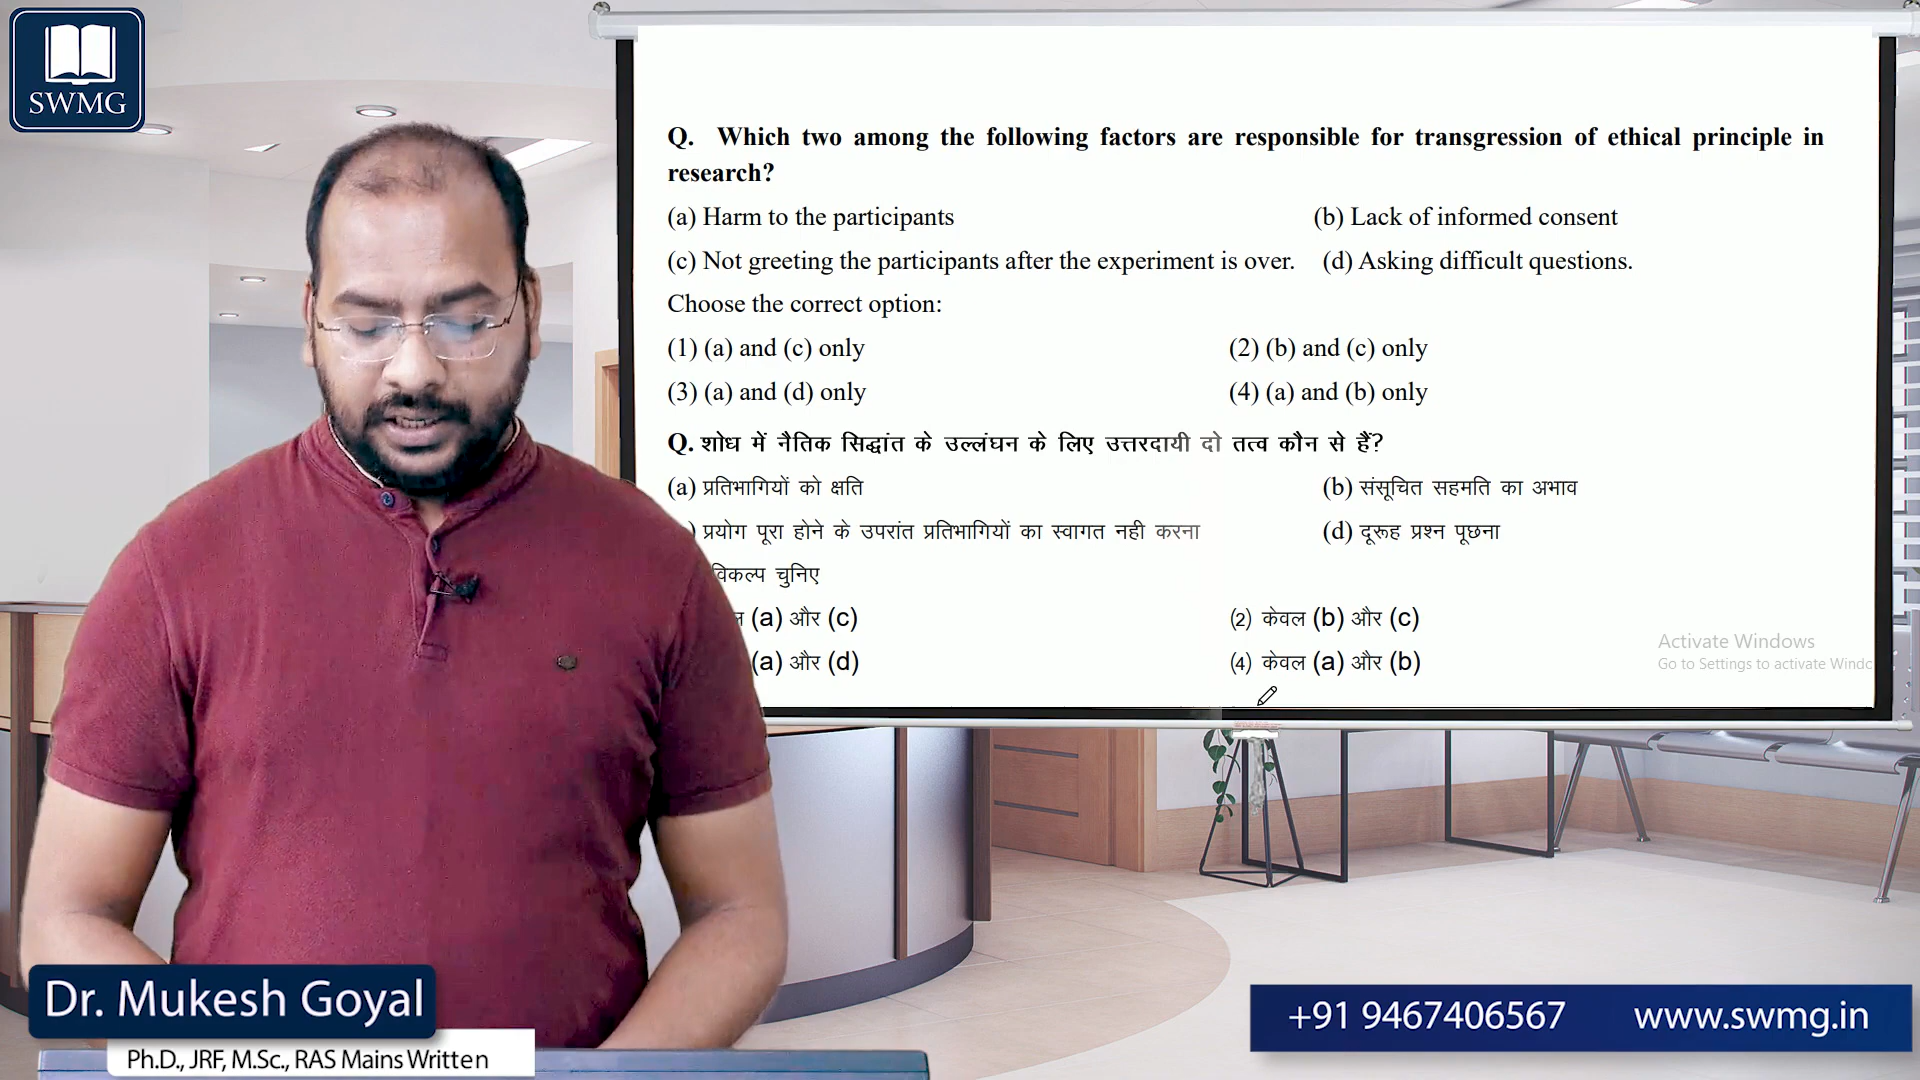 SWMG
Q. Which two among the following factors are responsible for transgression of ethical principle in
research?
(a) Harm to the participants (b) Lack of informed consent
(c) Not greeting the participants after the experiment is over. (d) Asking difficult questions.
Choose the correct option:
(1) (a) and (c) only (2) (b) and (c) only
(3) (a) and (d) only (4) (a) and (b) only
Q. शोध में नैतिक सिद्धांत के उल्लंघन के लिए उत्तरदायी दो तत्व कौन से हैं?
(a) प्रतिभागियों को क्षति (b) संसूचित सहमति का अभाव
) प्रयोग पूरा होने के उपरांत प्रतिभागियों का स्वागत नही करना (d) दूरूह प्रश्न पूछना
विकल्प चुनिए
(a) और (c) (2) केवल (b) और (c)
(a) और (d) (4) केवल (a) और (b)
Activate Windows
Go to Settings to activate
Dr. Mukesh Goyal
Ph.D., JRF, M.Sc., RAS Mains Written
+91 9467406567 www.swmg.in